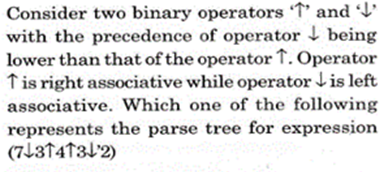 Consider two binary operators ‘↑’ and ‘↓’
with the precedence of operator ↓ being
lower than that of the operator ↑. Operator
↑ is right associative while operator ↓ is left
associative. Which one of the following
represents the parse tree for expression
(7↓3↑4↑3↓’2)